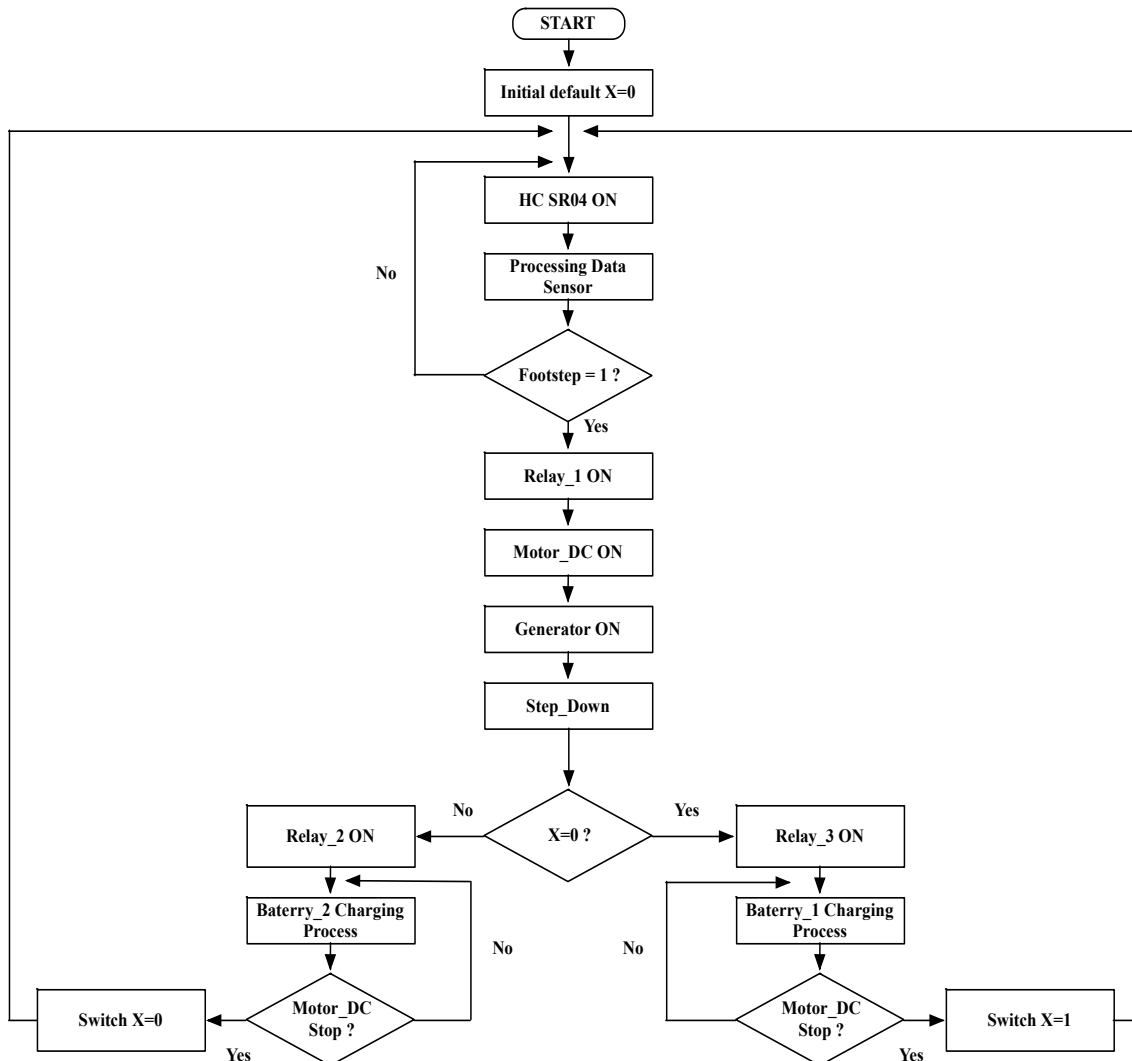 START
Initial default X=0
HC SR04 ON
No
Processing Data
Sensor
Footstep = 1 ?
Yes
Relay_1 ON
Motor_DC ON
Generator ON
Step_Down
No
Yes
Relay_2 ON
X=0 ?
Relay_3 ON
Baterry_2 Charging
Process
No
No
Baterry_1 Charging
Process
Switch X=0
Yes
Motor_DC
Stop ?
Motor_DC
Stop ?
Yes
Switch X=1